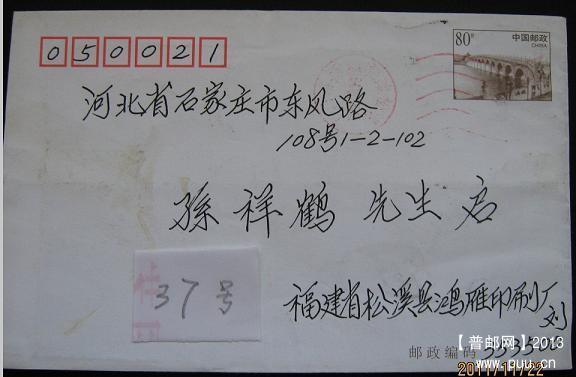 050021
80分
中国邮政
CHINA
河北省石家庄市东风路
108号1-2-102
孫祥鶴 先生 启
37号
福建省松溪县鸿雁印刷厂
刘
邮政编码 353500
【普邮网】2013
www.puu.cn
2011/11/22